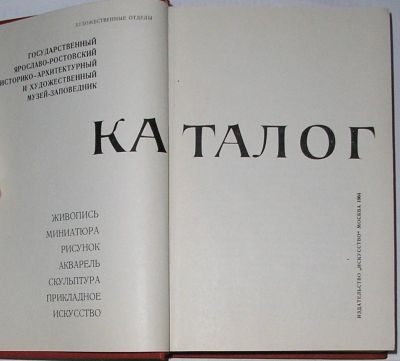 ХУДОЖЕСТВЕННЫЕ ОТДЕЛЫ
ГОСУДАРСТВЕННЫЙ
ЯРОСЛАВО-РОСТОВСКИЙ
ИСТОРИКО-АРХИТЕКТУРНЫЙ
И ХУДОЖЕСТВЕННЫЙ
МУЗЕЙ-ЗАПОВЕДНИК
КАТАЛОГ
ЖИВОПИСЬ
МИНИАТЮРА
РИСУНОК
АКВАРЕЛЬ
СКУЛЬПТУРА
ПРИКЛАДНОЕ
ИСКУССТВО
ИЗДАТЕЛЬСТВО „ИСКУССТВО“ МОСКВА 1964